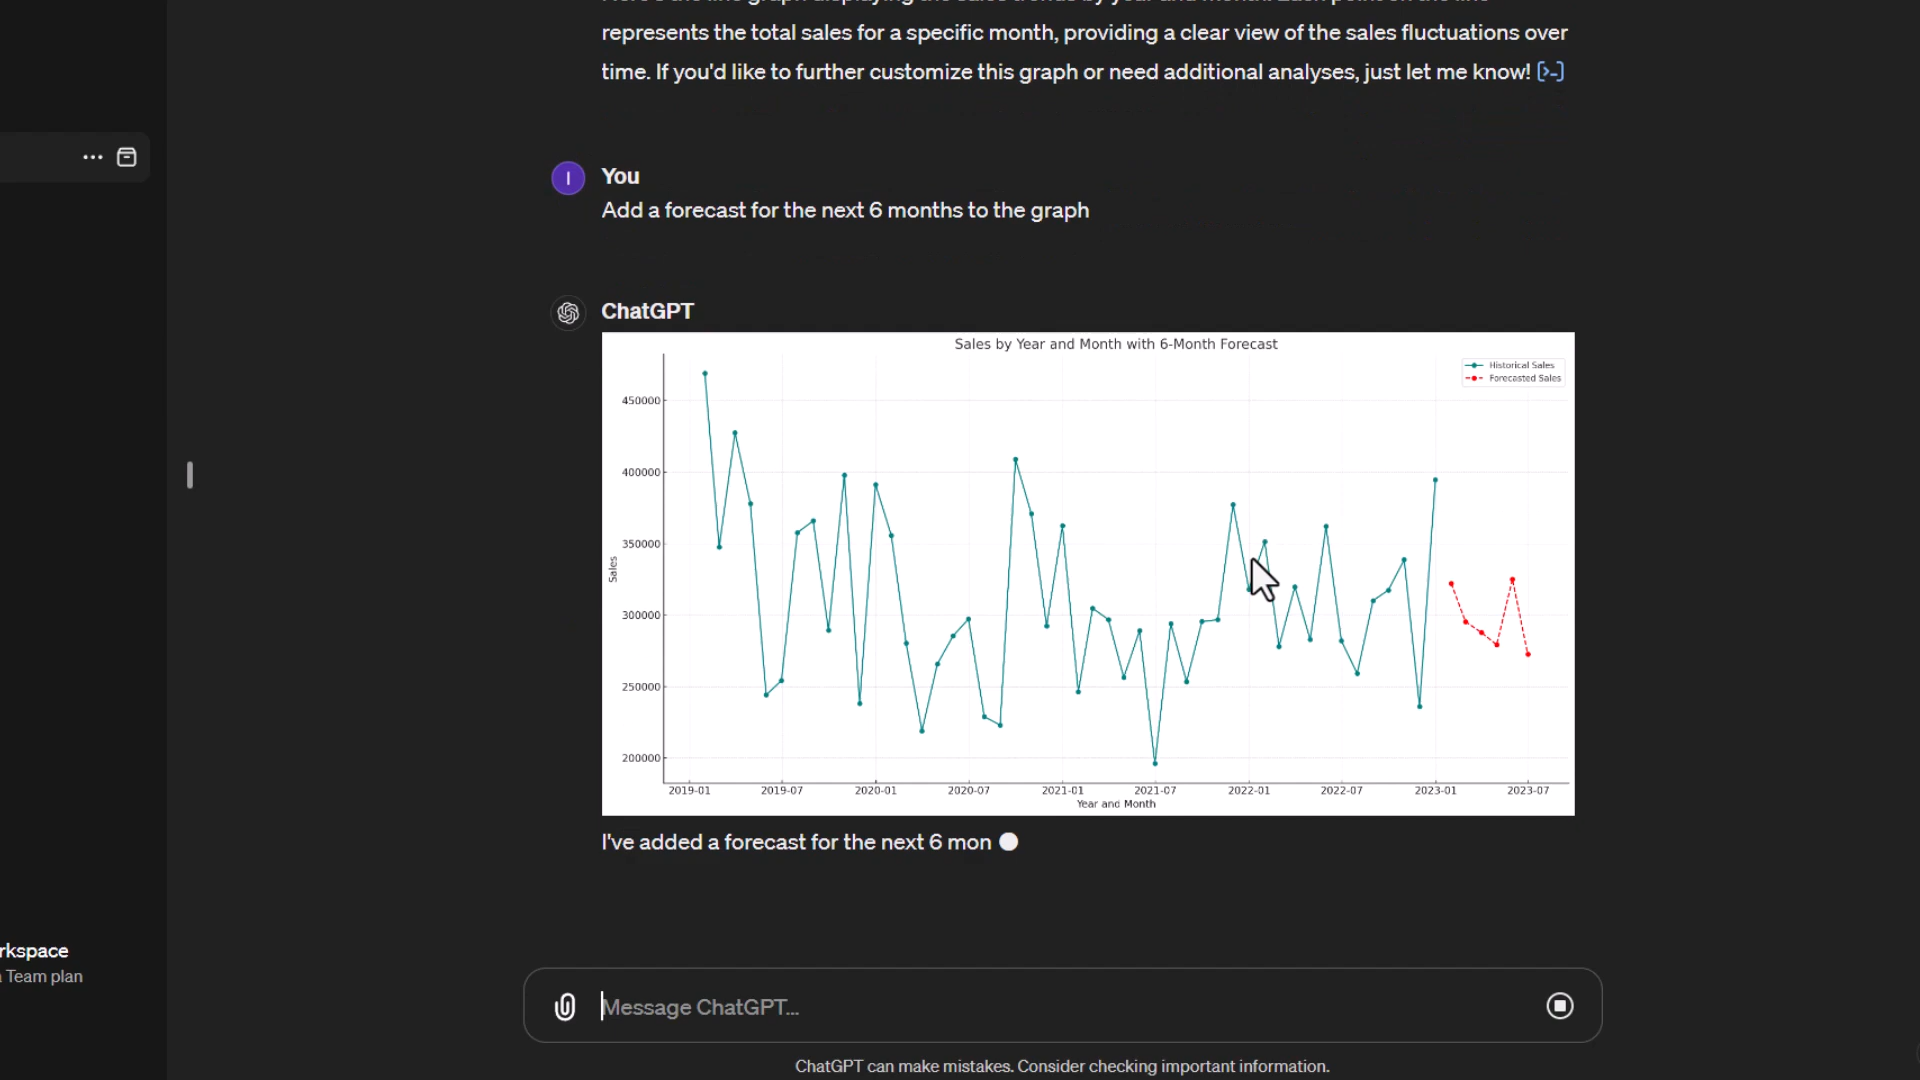 represents the total sales for a specific month, providing a clear view of the sales fluctuations over
time. If you'd like to further customize this graph or need additional analyses, just let me know! [>-]
I
You
Add a forecast for the next 6 months to the graph
ChatGPT
Sales by Year and Month with 6-Month Forecast
Historical Sales
Forecasted Sales
450000
400000
350000
300000
250000
200000
Sales
2019-01 2019-07 2020-01 2020-07 2021-01 2021-07 2022-01 2022-07 2023-01 2023-07
Year and Month
I've added a forecast for the next 6 mon
rkspace
Team plan
Message ChatGPT...
ChatGPT can make mistakes. Consider checking important information.